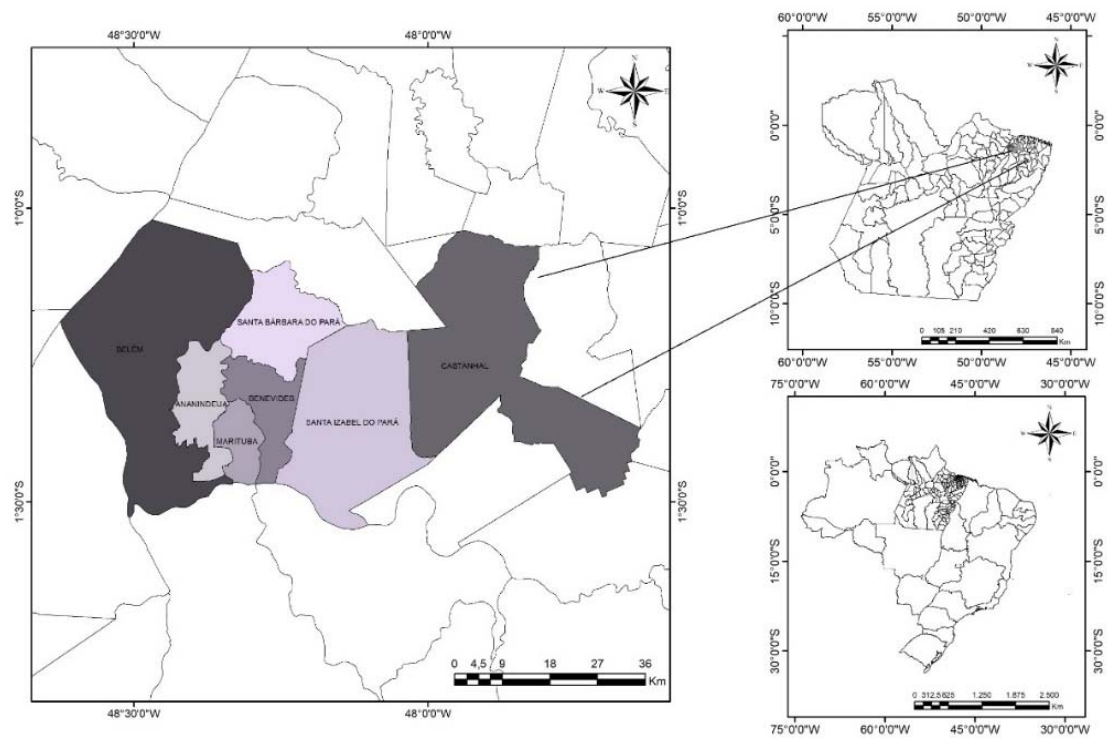 48°30'0"W 48°0'0"W
N
W E
S
1°0'0"S 1°0'0"S
SANTA BÁRBARA DO PARÁ
BELÉM
CASTANHAL
ANANINDEUA
BENEVIDES
SANTA IZABEL DO PARÁ
MARITUBA
1°30'0"S 1°30'0"S
0 4,5 9 18 27 36
Km
48°30'0"W 48°0'0"W
60°0'0"W 55°0'0"W 50°0'0"W 45°0'0"W
N
W E
S
0°0'0" 0°0'0"
5°0'0"S 5°0'0"S
10°0'0"S 10°0'0"S
0 105 210 420 630 840
Km
60°0'0"W 55°0'0"W 50°0'0"W 45°0'0"W
75°0'0"W 60°0'0"W 45°0'0"W 30°0'0"W
N
W E
S
0°0'0" 0°0'0"
15°0'0"S 15°0'0"S
30°0'0"S 30°0'0"S
0 312,5625 1.250 1.875 2.500
Km
75°0'0"W 60°0'0"W 45°0'0"W 30°0'0"W